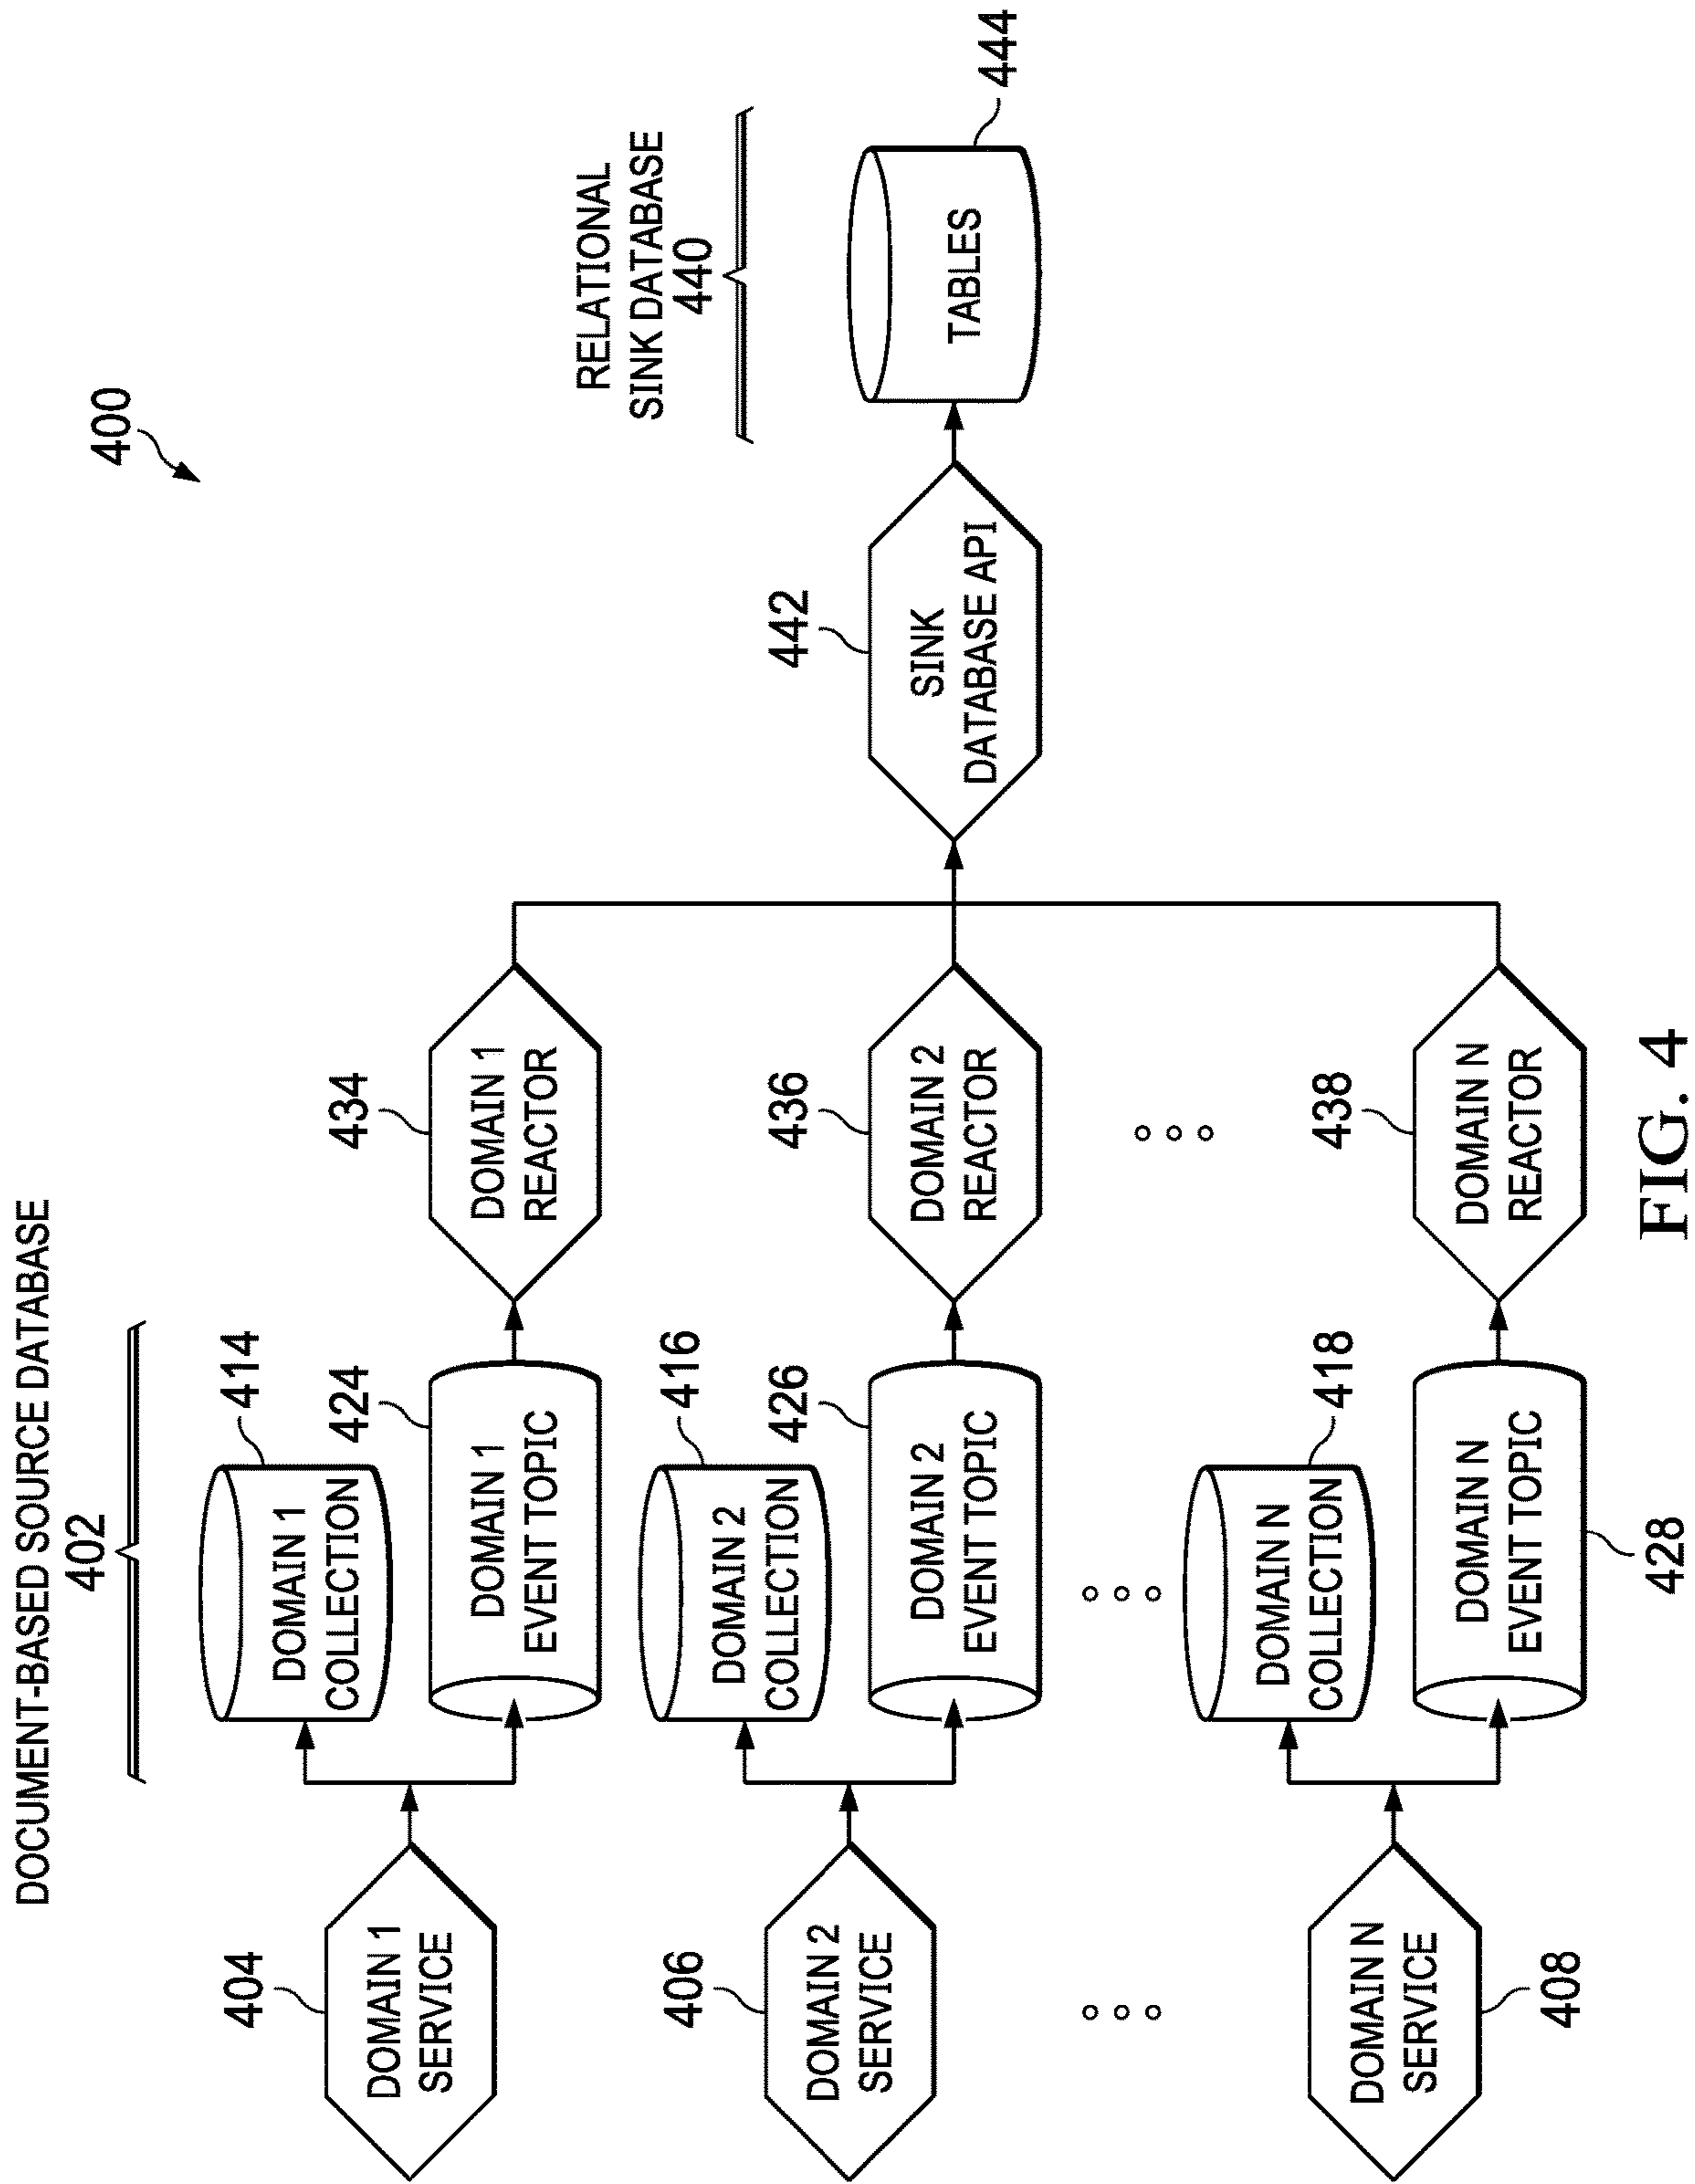 400
DOCUMENT-BASED SOURCE DATABASE
402
RELATIONAL
SINK DATABASE
440
404
DOMAIN 1
SERVICE
414
DOMAIN 1
COLLECTION
424
DOMAIN 1
EVENT TOPIC
434
DOMAIN 1
REACTOR
406
DOMAIN 2
SERVICE
416
DOMAIN 2
COLLECTION
426
DOMAIN 2
EVENT TOPIC
436
DOMAIN 2
REACTOR
442
SINK
DATABASE API
TABLES
444
408
DOMAIN N
SERVICE
418
DOMAIN N
COLLECTION
DOMAIN N
EVENT TOPIC
428
438
DOMAIN N
REACTOR
FIG. 4